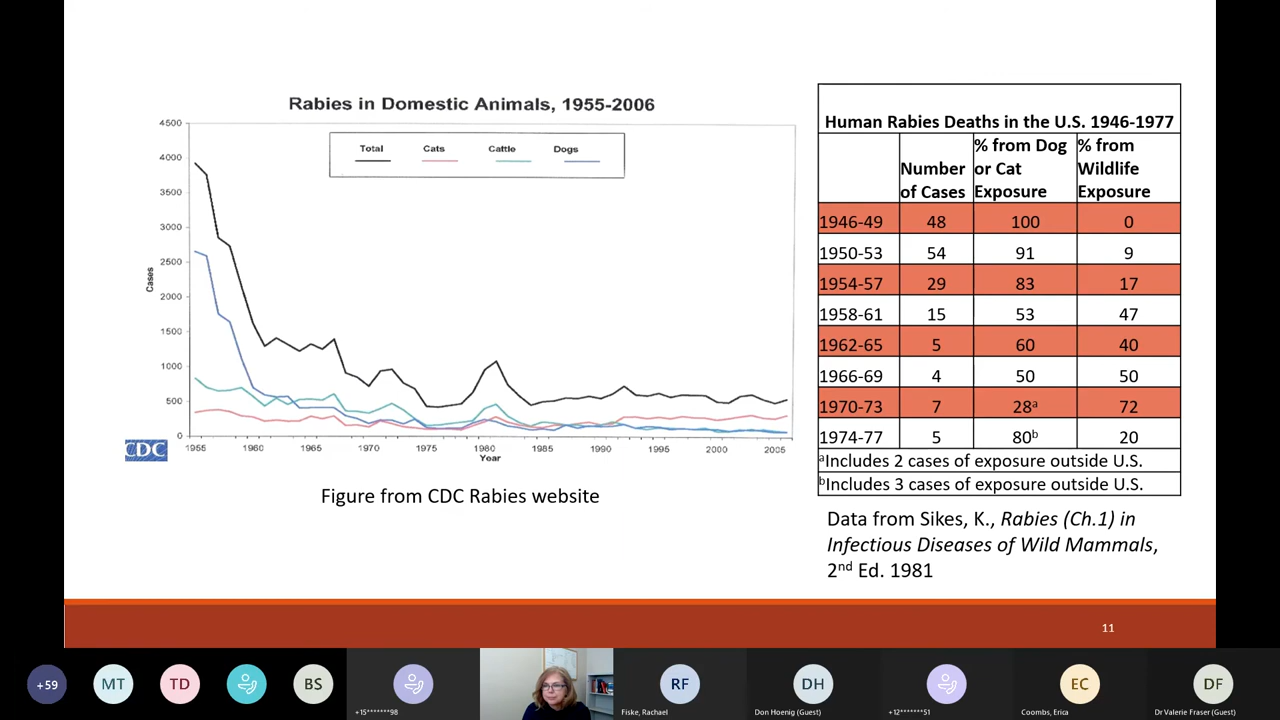 Rabies in Domestic Animals, 1955-2006
4500
4000
3500
3000
2500
2000
1500
1000
500
0
Cases
Total Cats Cattle Dogs
1955 1960 1965 1970 1975 1980 1985 1990 1995 2000 2005
Year
CDC
Figure from CDC Rabies website
Human Rabies Deaths in the U.S. 1946-1977
Number of Cases
% from Dog or Cat Exposure
% from Wildlife Exposure
1946-49 48 100 0
1950-53 54 91 9
1954-57 29 83 17
1958-61 15 53 47
1962-65 5 60 40
1966-69 4 50 50
1970-73 7 28ᵃ 72
1974-77 5 80ᵇ 20
ᵃIncludes 2 cases of exposure outside U.S.
ᵇIncludes 3 cases of exposure outside U.S.
Data from Sikes, K., Rabies (Ch.1) in
Infectious Diseases of Wild Mammals,
2nd Ed. 1981
11
+59
MT
TD
BS
+15*******98
RF
Fiske, Rachael
DH
Don Hoenig (Guest)
+12*******51
EC
Coombs, Erica
DF
Dr Valerie Fraser (Guest)